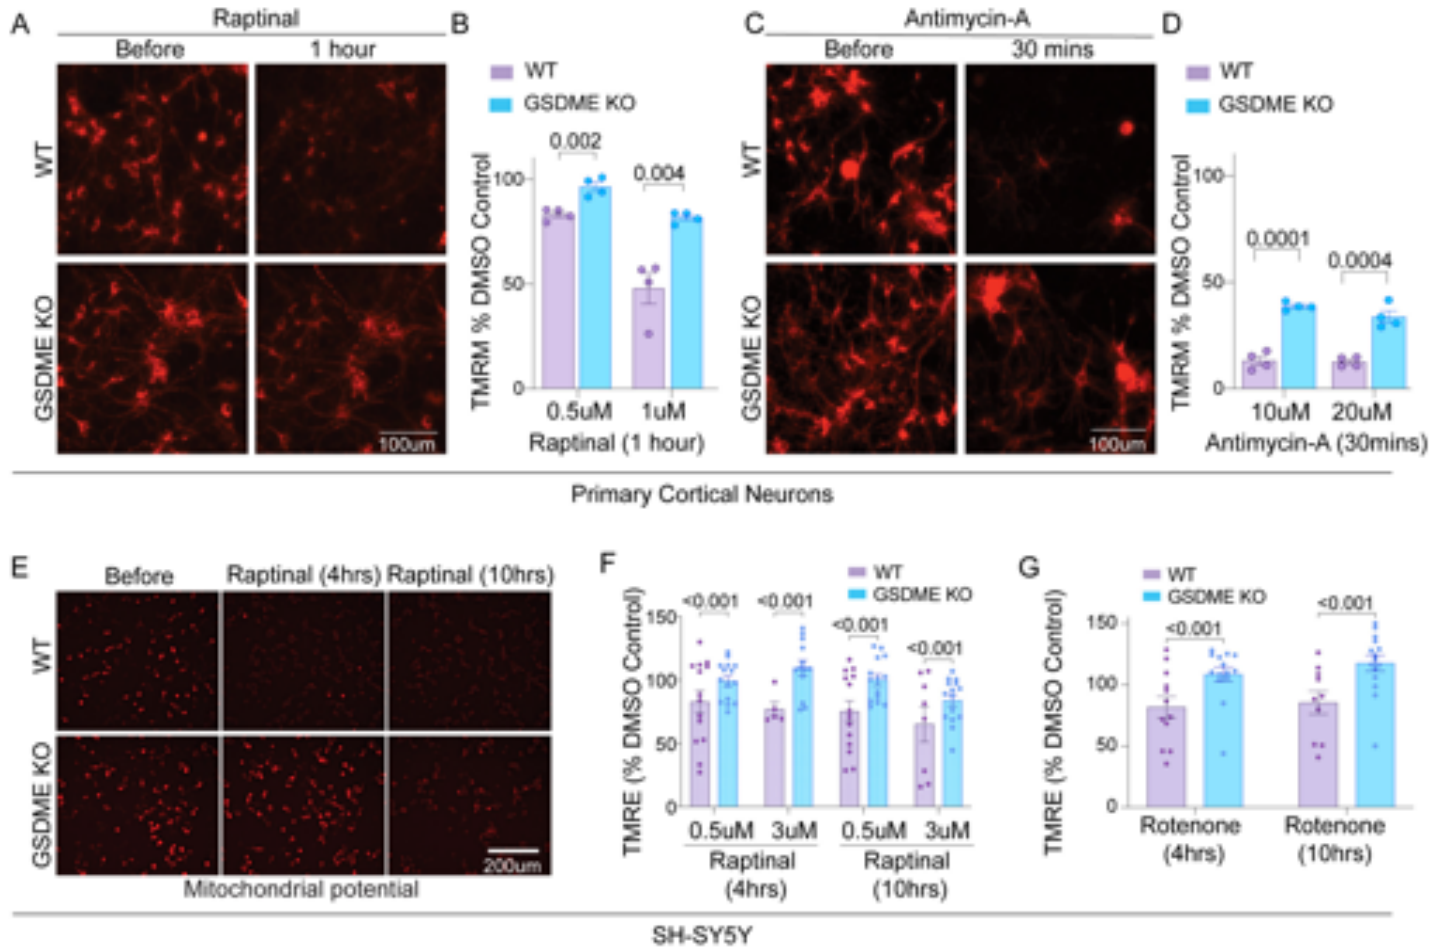 A
Raptinal
Before
1 hour
WT
GSDME KO
100um
B
WT
GSDME KO
0.002
0.004
100
50
0
TMRM % DMSO Control
0.5uM
1uM
Raptinal (1 hour)
C
Antimycin-A
Before
30 mins
WT
GSDME KO
100um
D
WT
GSDME KO
0.0001
0.0004
100
50
0
TMRM % DMSO Control
10uM
20uM
Antimycin-A (30mins)
Primary Cortical Neurons
E
Before
Raptinal (4hrs)
Raptinal (10hrs)
WT
GSDME KO
200um
Mitochondrial potential
F
WT
GSDME KO
<0.001
<0.001
<0.001
<0.001
150
100
50
0
TMRE (% DMSO Control)
0.5uM
3uM
0.5uM
3uM
Raptinal
(4hrs)
Raptinal
(10hrs)
G
WT
GSDME KO
<0.001
<0.001
150
100
50
0
TMRE (% DMSO Control)
Rotenone
(4hrs)
Rotenone
(10hrs)
SH-SY5Y